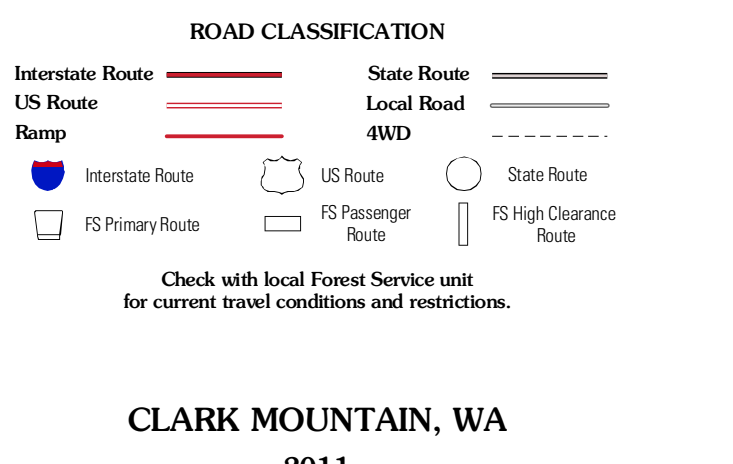 ROAD CLASSIFICATION
Interstate Route State Route
US Route Local Road
Ramp 4WD
Interstate Route US Route State Route
FS Primary Route FS Passenger Route FS High Clearance Route
Check with local Forest Service unit
for current travel conditions and restrictions.
CLARK MOUNTAIN, WA
2011